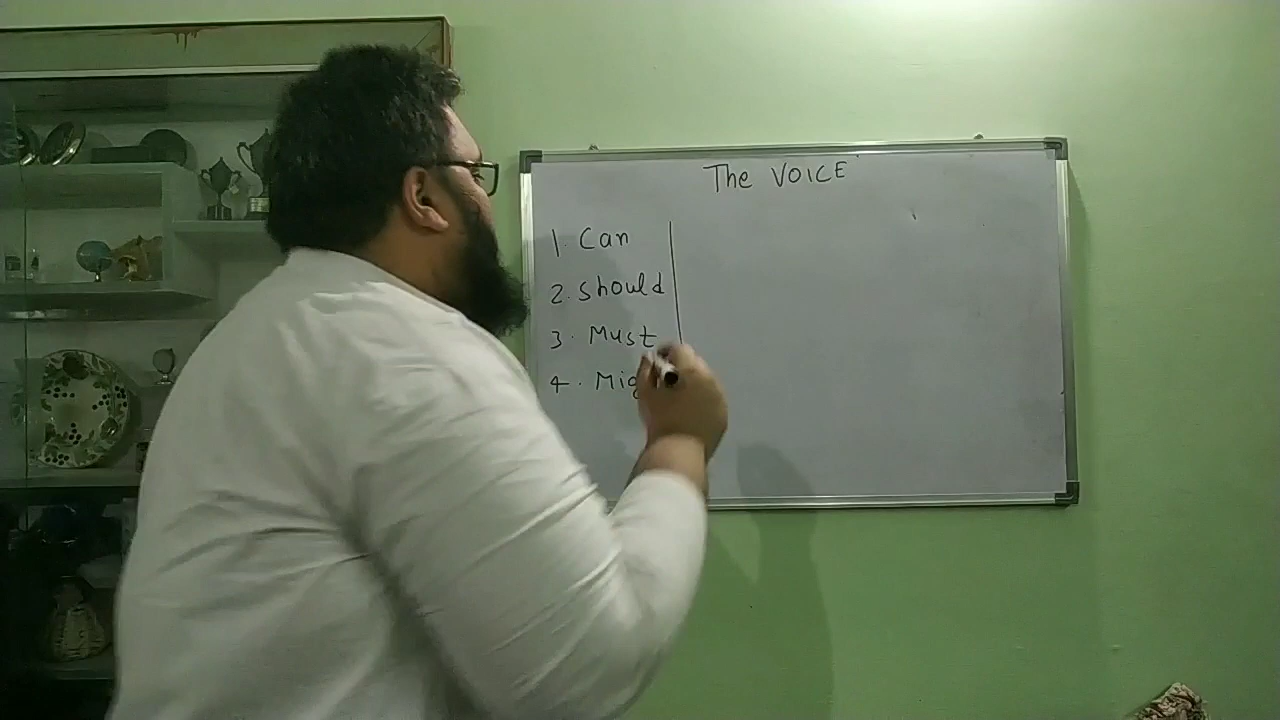 The VOICE
1. Can
2. should
3. Must
4. Mig